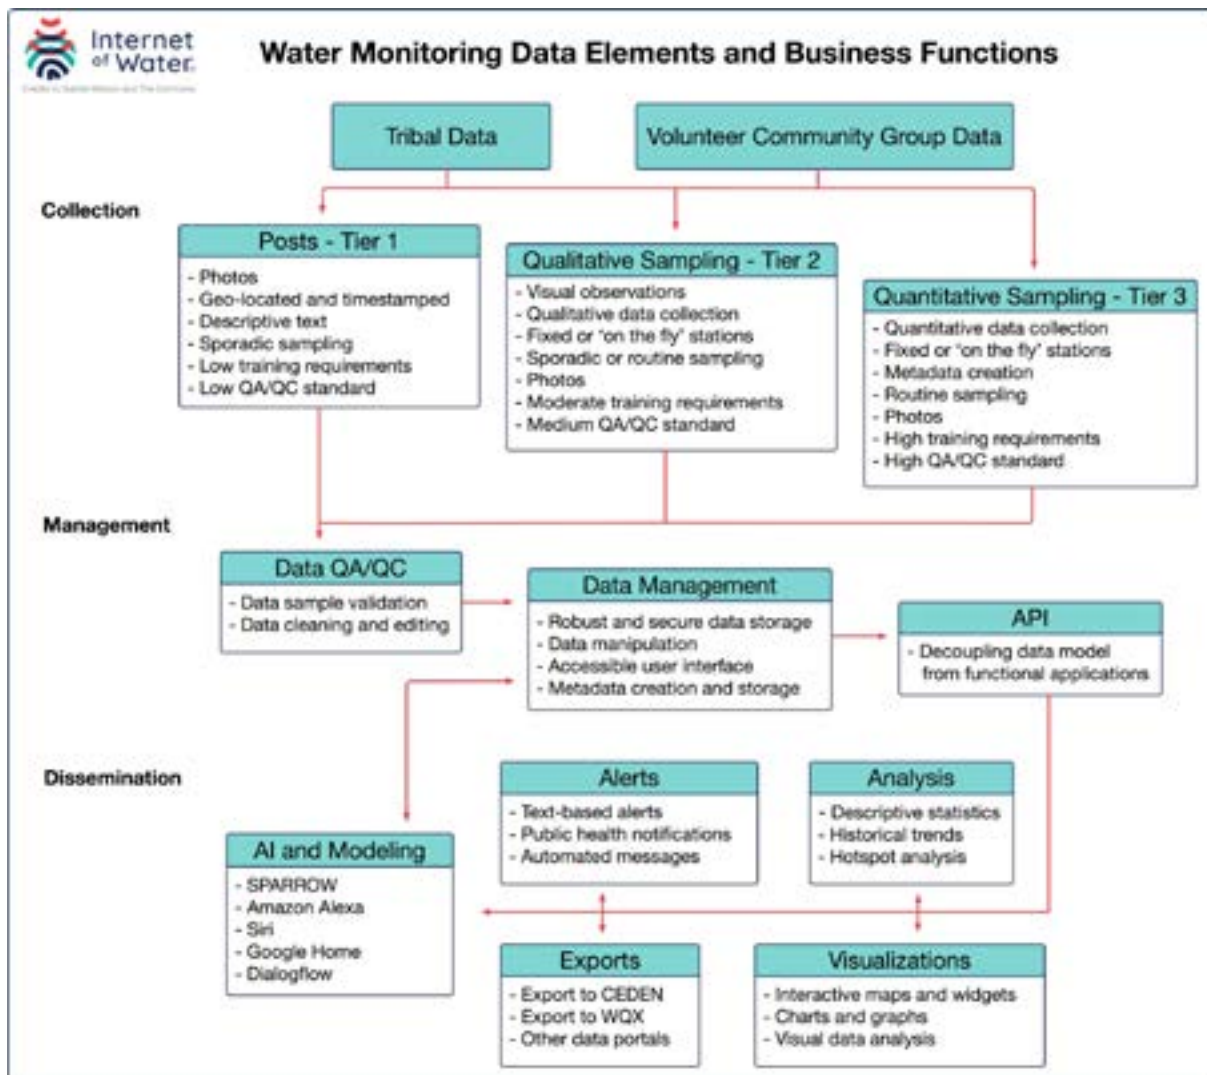 Internet
of Water
Water Monitoring Data Elements and Business Functions
Tribal Data
Volunteer Community Group Data
Collection
Posts - Tier 1
- Photos
- Geo-located and timestamped
- Descriptive text
- Sporadic sampling
- Low training requirements
- Low QA/QC standard
Qualitative Sampling - Tier 2
- Visual observations
- Qualitative data collection
- Fixed or "on the fly" stations
- Sporadic or routine sampling
- Photos
- Moderate training requirements
- Medium QA/QC standard
Quantitative Sampling - Tier 3
- Quantitative data collection
- Fixed or "on the fly" stations
- Metadata creation
- Routine sampling
- Photos
- High training requirements
- High QA/QC standard
Management
Data QA/QC
- Data sample validation
- Data cleaning and editing
Data Management
- Robust and secure data storage
- Data manipulation
- Accessible user interface
- Metadata creation and storage
API
- Decoupling data model
from functional applications
Dissemination
AI and Modeling
- SPARROW
- Amazon Alexa
- Siri
- Google Home
- Dialogflow
Alerts
- Text-based alerts
- Public health notifications
- Automated messages
Analysis
- Descriptive statistics
- Historical trends
- Hotspot analysis
Exports
- Export to CEDEN
- Export to WQX
- Other data portals
Visualizations
- Interactive maps and widgets
- Charts and graphs
- Visual data analysis